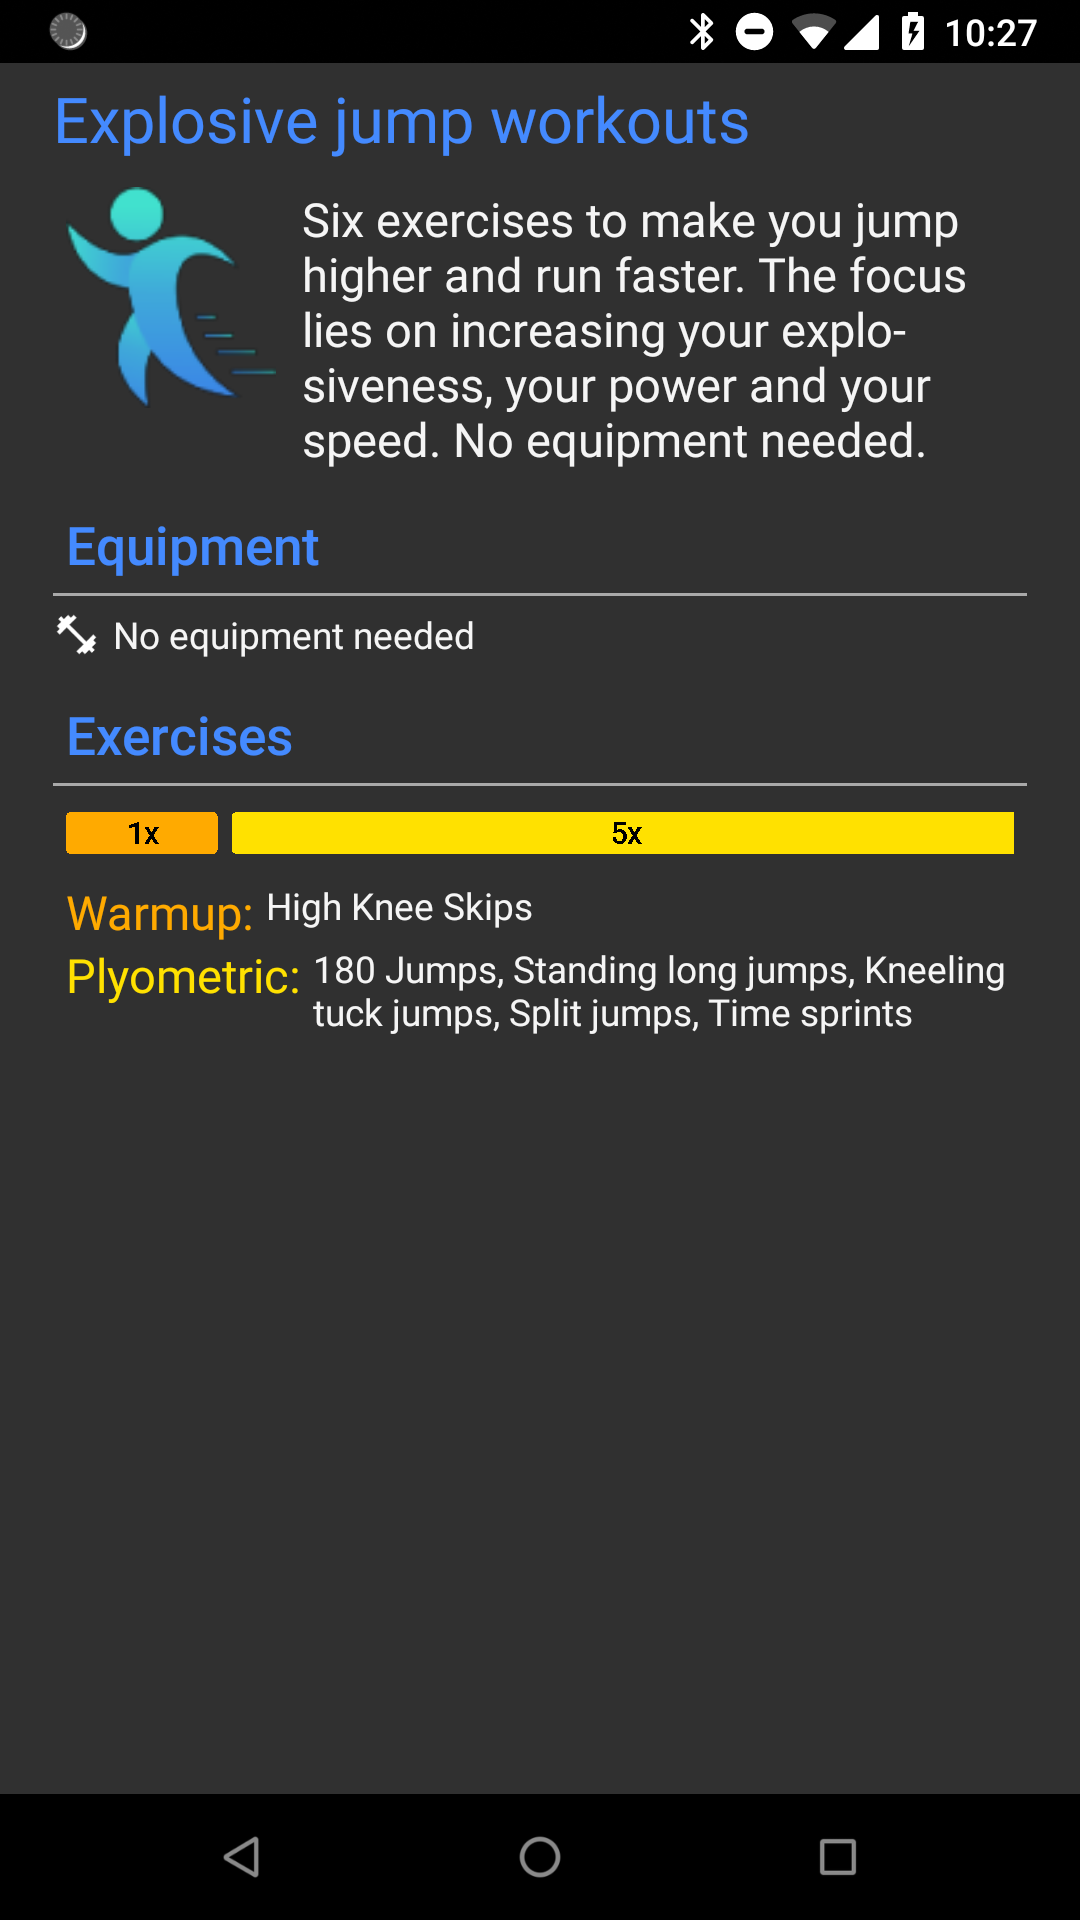 10:27
Explosive jump workouts
Six exercises to make you jump
higher and run faster. The focus
lies on increasing your explo-
siveness, your power and your
speed. No equipment needed.
Equipment
No equipment needed
Exercises
1x 5x
Warmup: High Knee Skips
Plyometric: 180 Jumps, Standing long jumps, Kneeling
tuck jumps, Split jumps, Time sprints